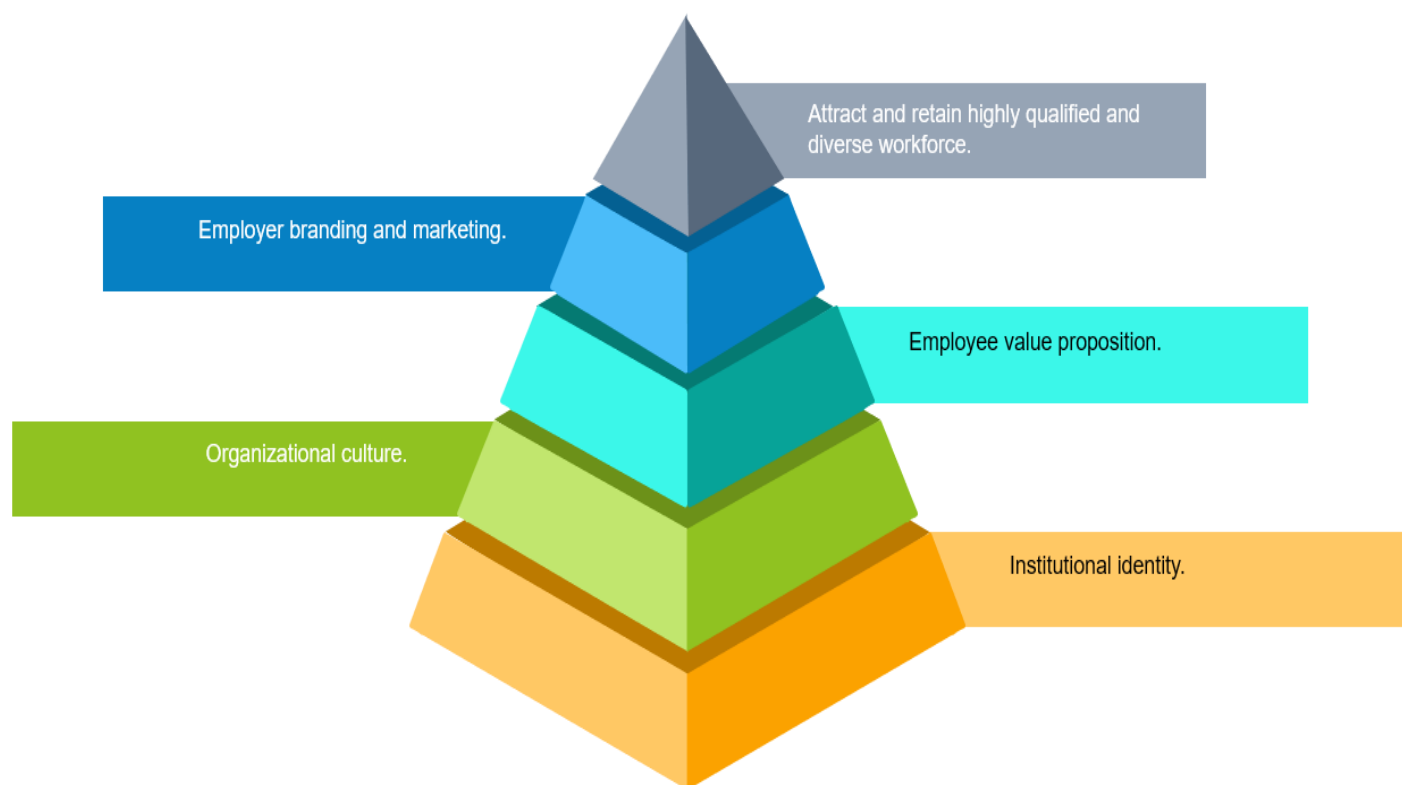 Attract and retain highly qualified and
diverse workforce.
Employer branding and marketing.
Employee value proposition.
Organizational culture.
Institutional identity.